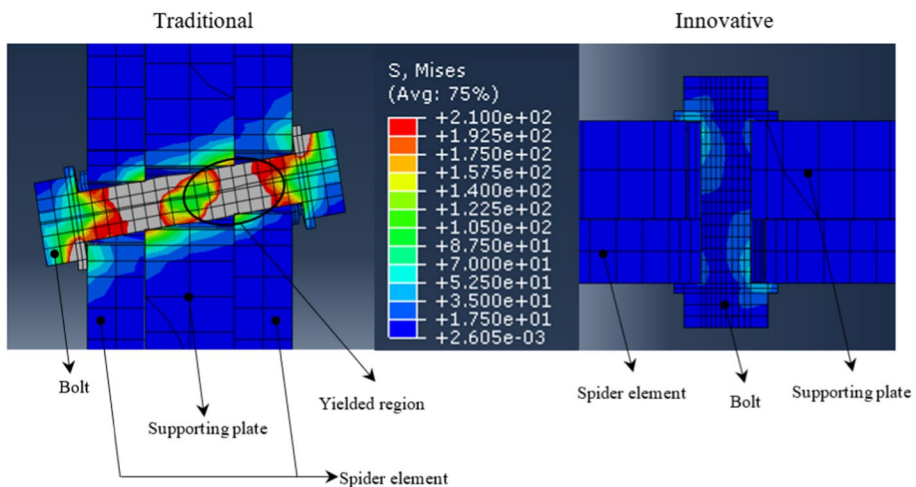 Traditional
Innovative
S, Mises
(Avg: 75%)
+2.100e+02
+1.925e+02
+1.750e+02
+1.575e+02
+1.400e+02
+1.225e+02
+1.050e+02
+8.750e+01
+7.000e+01
+5.250e+01
+3.500e+01
+1.750e+01
+2.605e-03
Bolt
Supporting plate
Yielded region
Spider element
Spider element
Bolt
Supporting plate